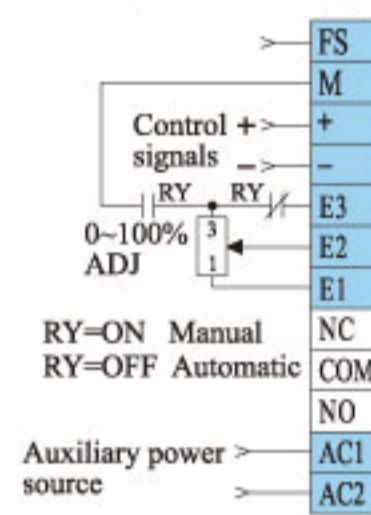 FS
M
Control + +
signals − −
RY RY E3
0~100% 3 E2
ADJ 1 E1
RY=ON Manual NC
RY=OFF Automatic COM
NO
Auxiliary power AC1
source AC2